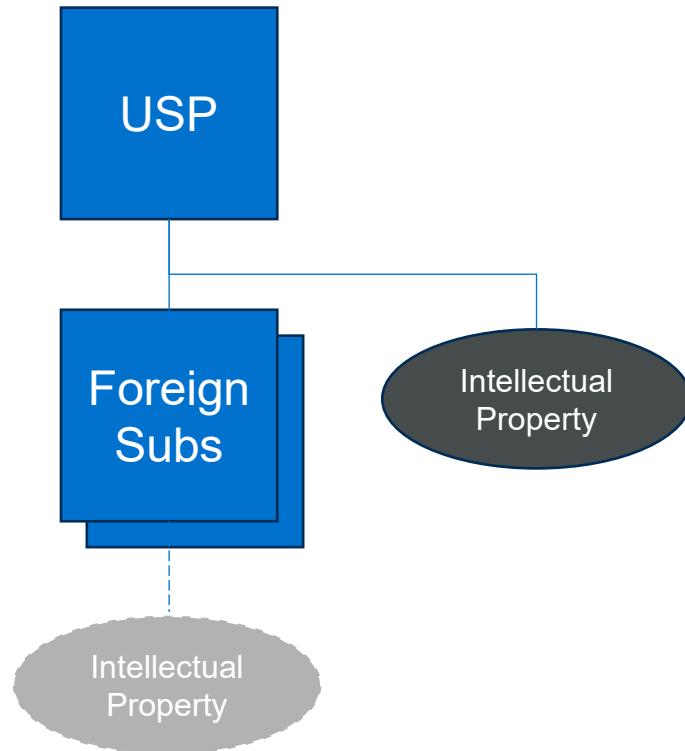 USP
Foreign
Subs
Intellectual
Property
Intellectual
Property